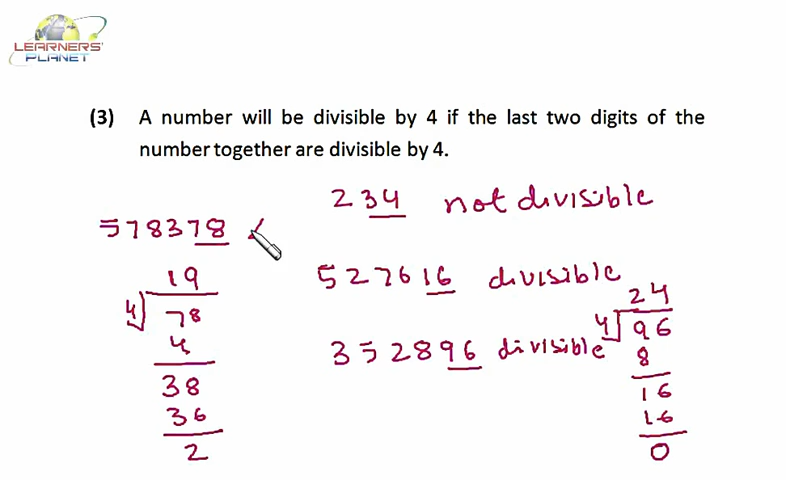 LEARNERS'
PLANET
(3) A number will be divisible by 4 if the last two digits of the
number together are divisible by 4.
234 not divisible
578378
527616 divisible
352896 divisible
19
4 78
4
38
36
2
24
4 96
8
16
16
0